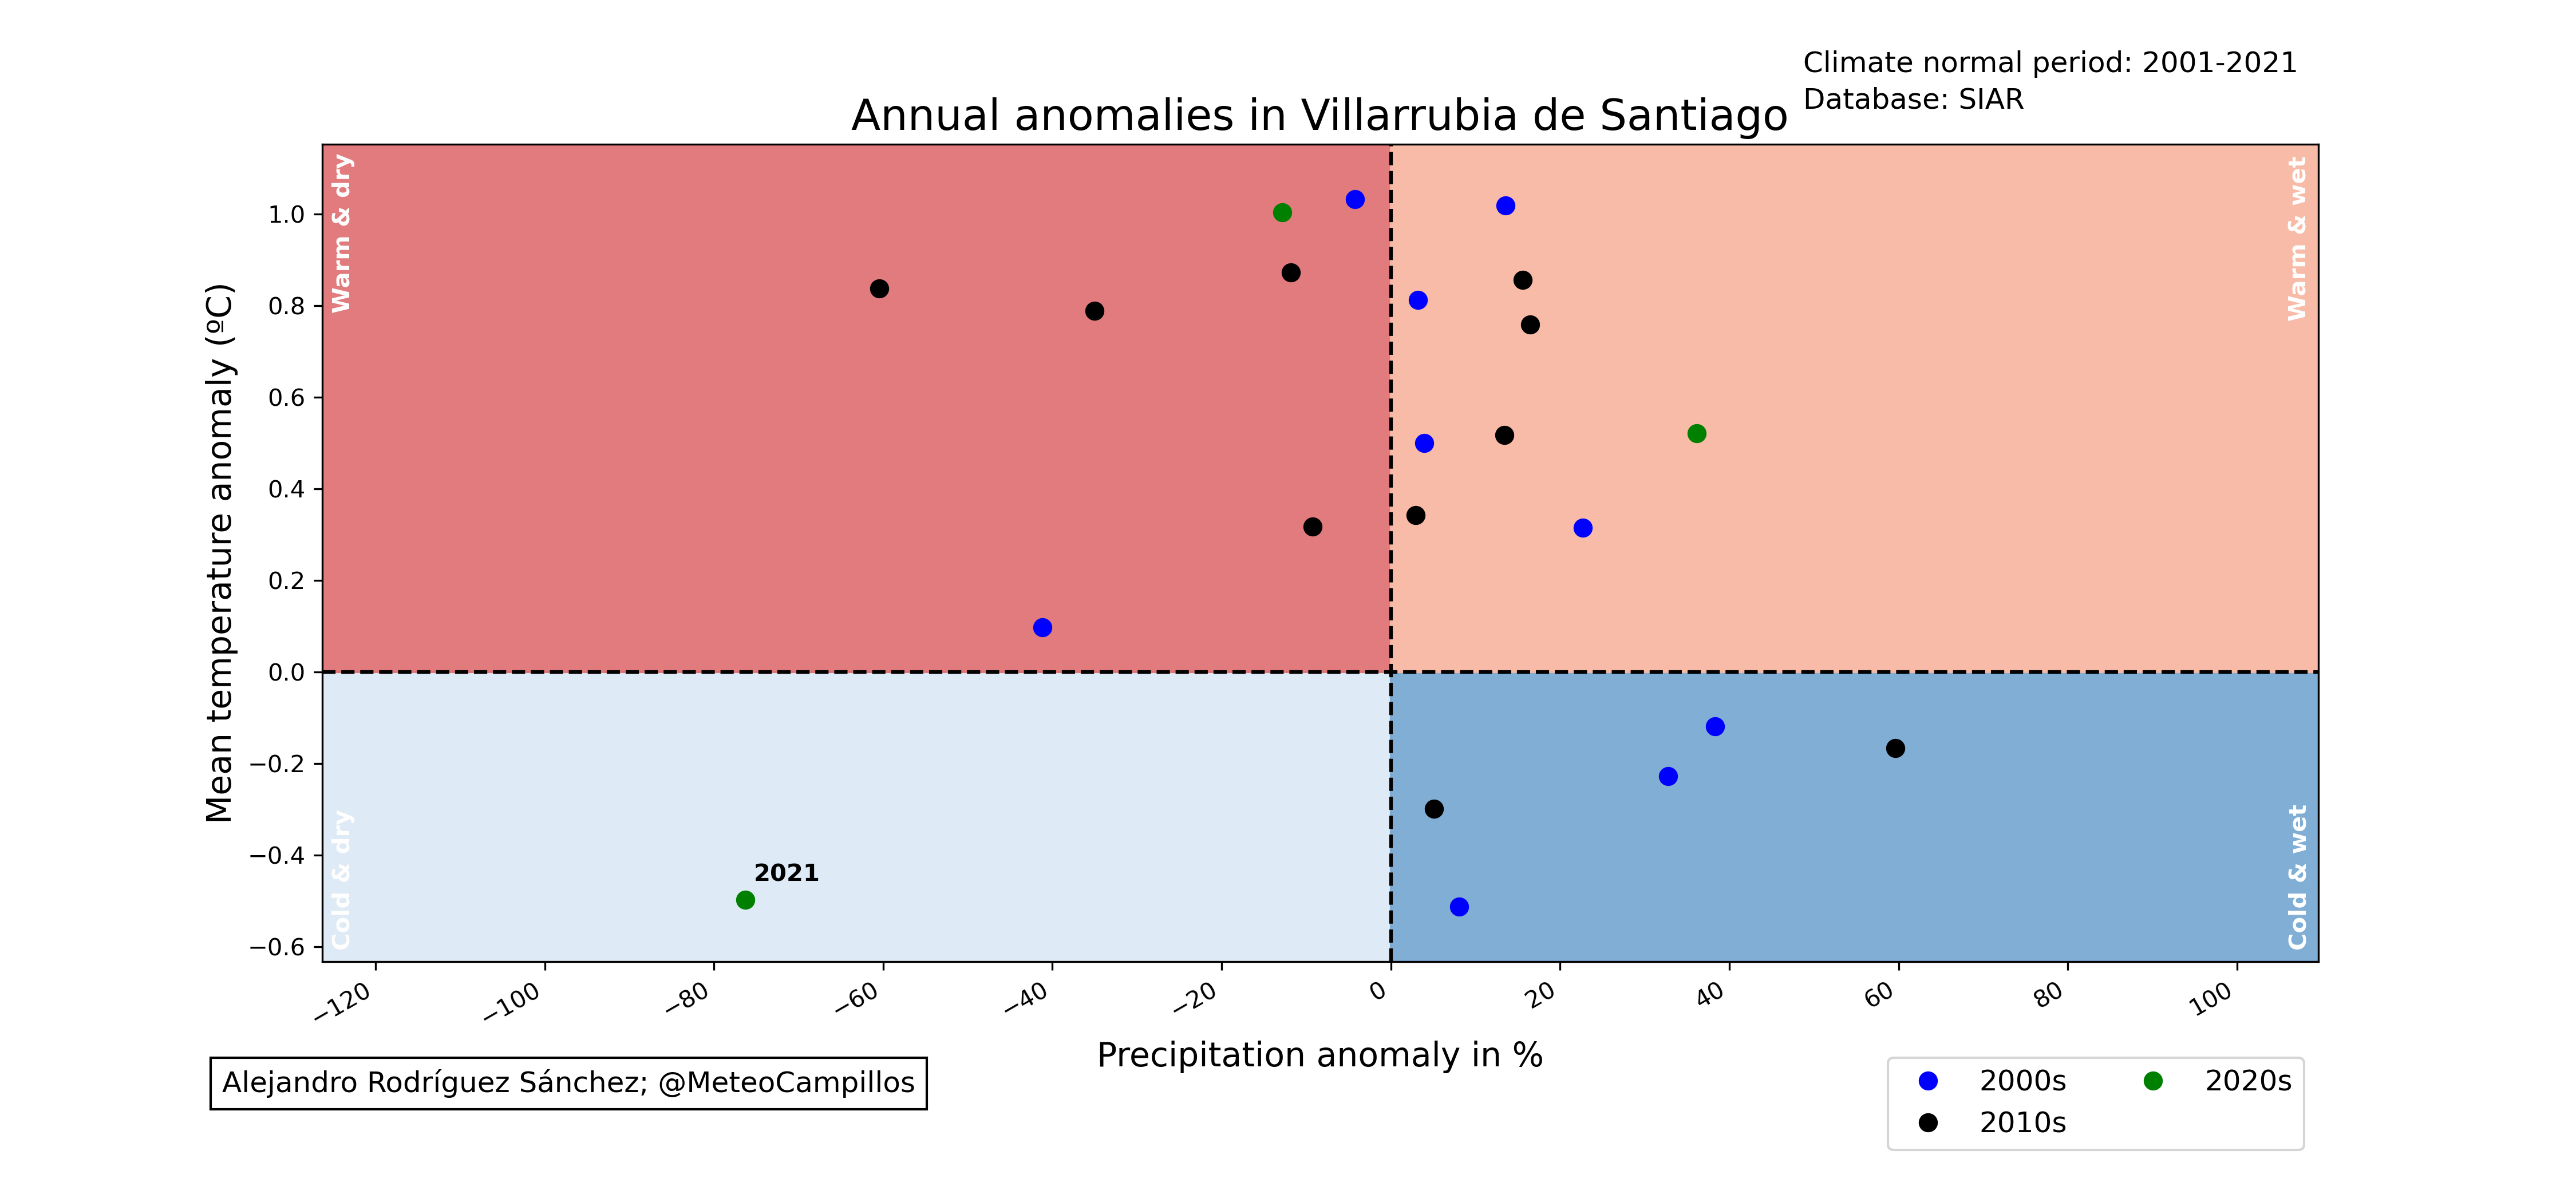 Climate normal period: 2001-2021
Database: SIAR
Annual anomalies in Villarrubia de Santiago
Warm & dry
Warm & wet
Mean temperature anomaly (ºC)
1.0
0.8
0.6
0.4
0.2
0.0
−0.2
−0.4
−0.6
Cold & dry
2021
Cold & wet
−120
−100
−80
−60
−40
−20
0
20
40
60
80
100
Precipitation anomaly in %
Alejandro Rodríguez Sánchez; @MeteoCampillos
2000s
2010s
2020s